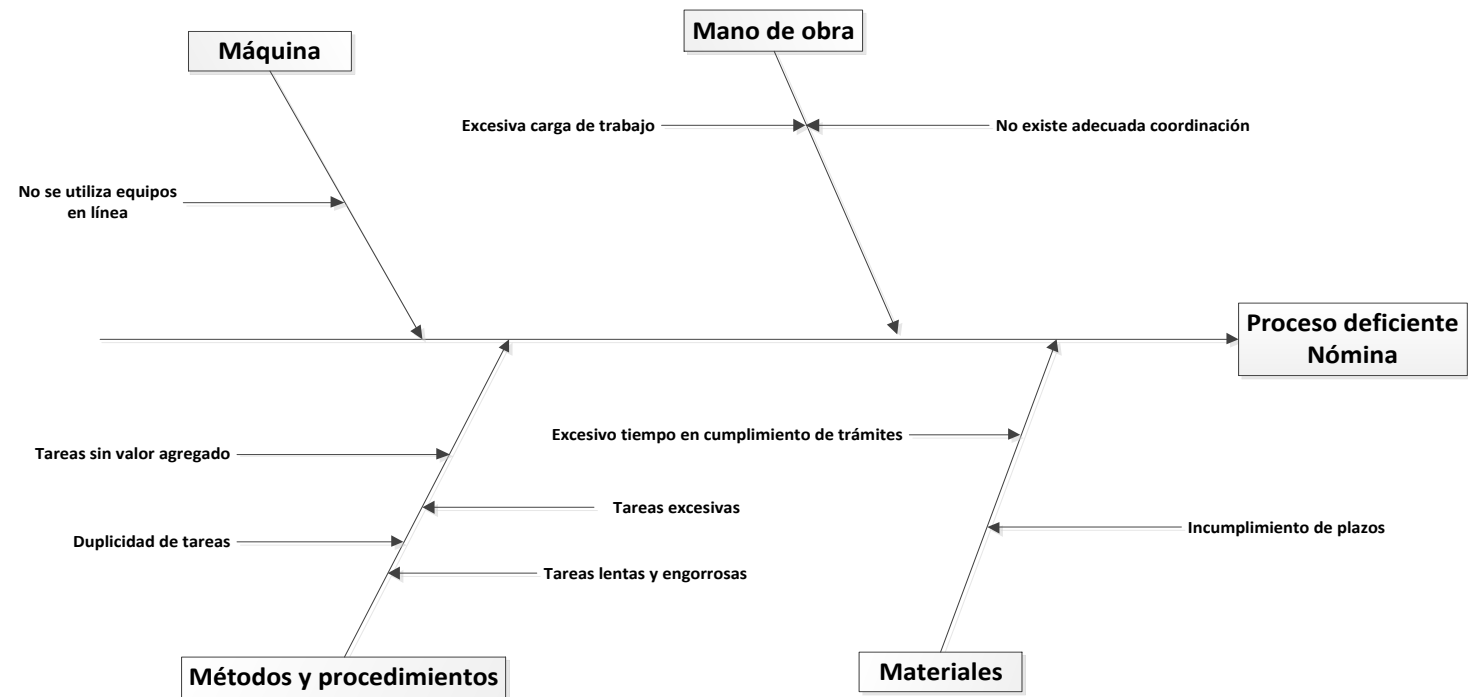 Mano de obra
Máquina
Excesiva carga de trabajo
No existe adecuada coordinación
No se utiliza equipos
en línea
Proceso deficiente
Nómina
Excesivo tiempo en cumplimiento de trámites
Tareas sin valor agregado
Tareas excesivas
Incumplimiento de plazos
Duplicidad de tareas
Tareas lentas y engorrosas
Métodos y procedimientos
Materiales